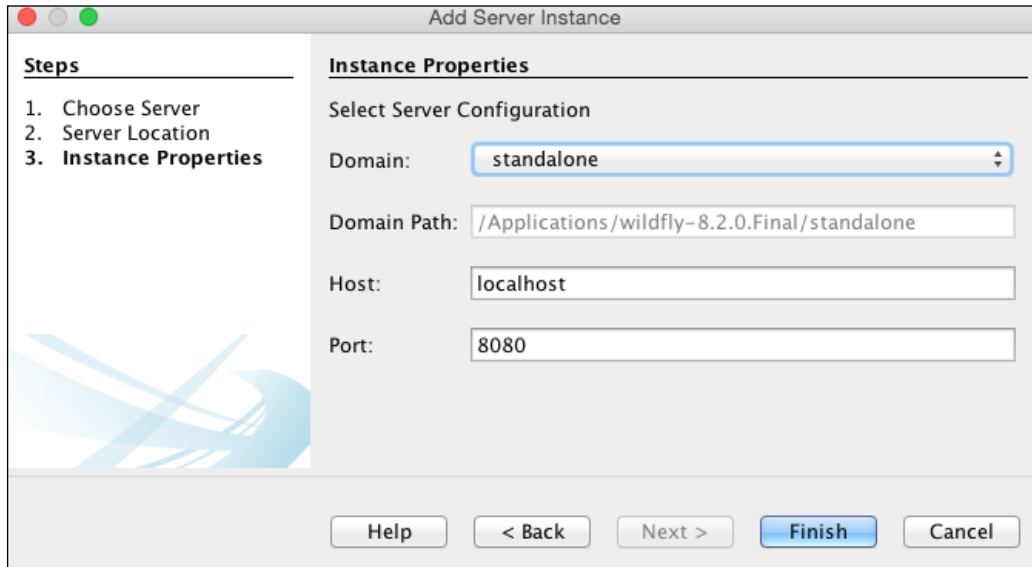 Add Server Instance
Steps
1. Choose Server
2. Server Location
3. Instance Properties
Instance Properties
Select Server Configuration
Domain: standalone
Domain Path: /Applications/wildfly-8.2.0.Final/standalone
Host: localhost
Port: 8080
Help < Back Next > Finish Cancel